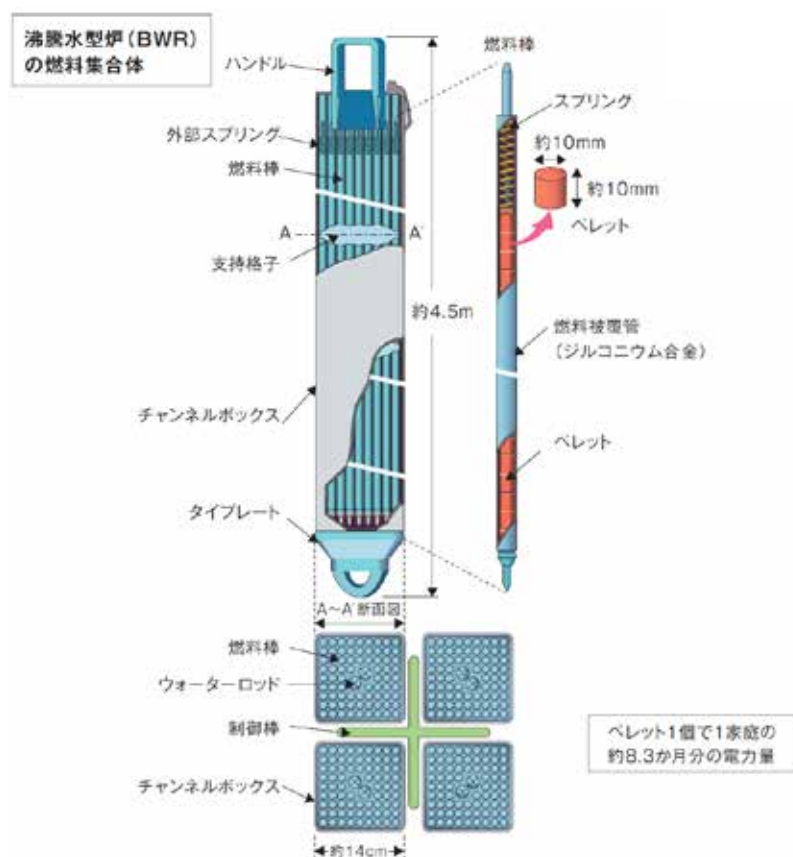 沸騰水型炉(BWR)
の燃料集合体
ハンドル
外部スプリング
燃料棒
A
A'
支持格子
約4.5m
チャンネルボックス
タイプレート
燃料棒
スプリング
約10mm
約10mm
ペレット
燃料被覆管
(ジルコニウム合金)
ペレット
A〜A'断面図
燃料棒
ウォーターロッド
制御棒
チャンネルボックス
約14cm
ペレット1個で1家庭の
約8.3か月分の電力量